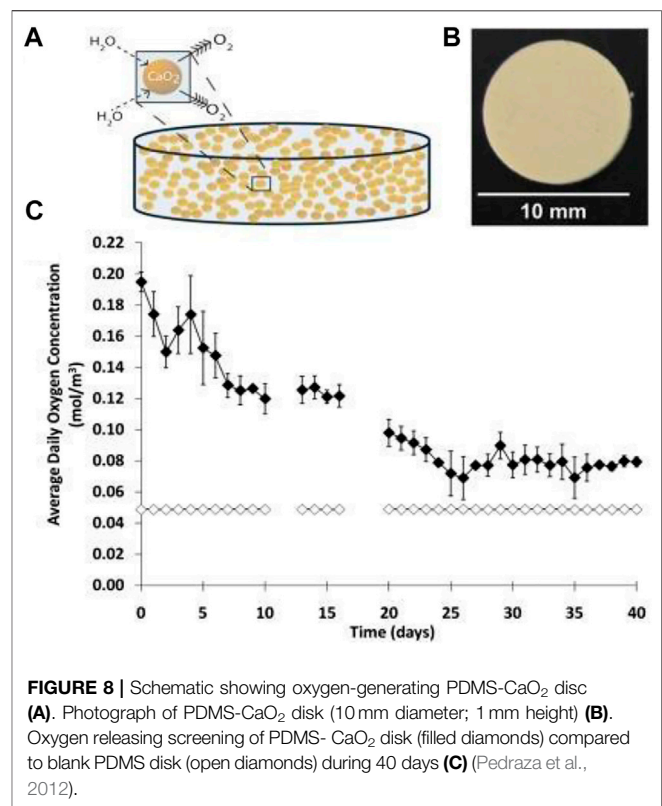 A
H₂O
O₂
CaO₂
H₂O
O₂
B
10 mm
C
Average Daily Oxygen Concentration
(mol/m³)
0.22
0.20
0.18
0.16
0.14
0.12
0.10
0.08
0.06
0.04
0.02
0.00
0
5
10
15
20
25
30
35
40
Time (days)
FIGURE 8 | Schematic showing oxygen-generating PDMS-CaO₂ disc
(A). Photograph of PDMS-CaO₂ disk (10 mm diameter; 1 mm height) (B).
Oxygen releasing screening of PDMS- CaO₂ disk (filled diamonds) compared
to blank PDMS disk (open diamonds) during 40 days (C) (Pedraza et al.,
2012).